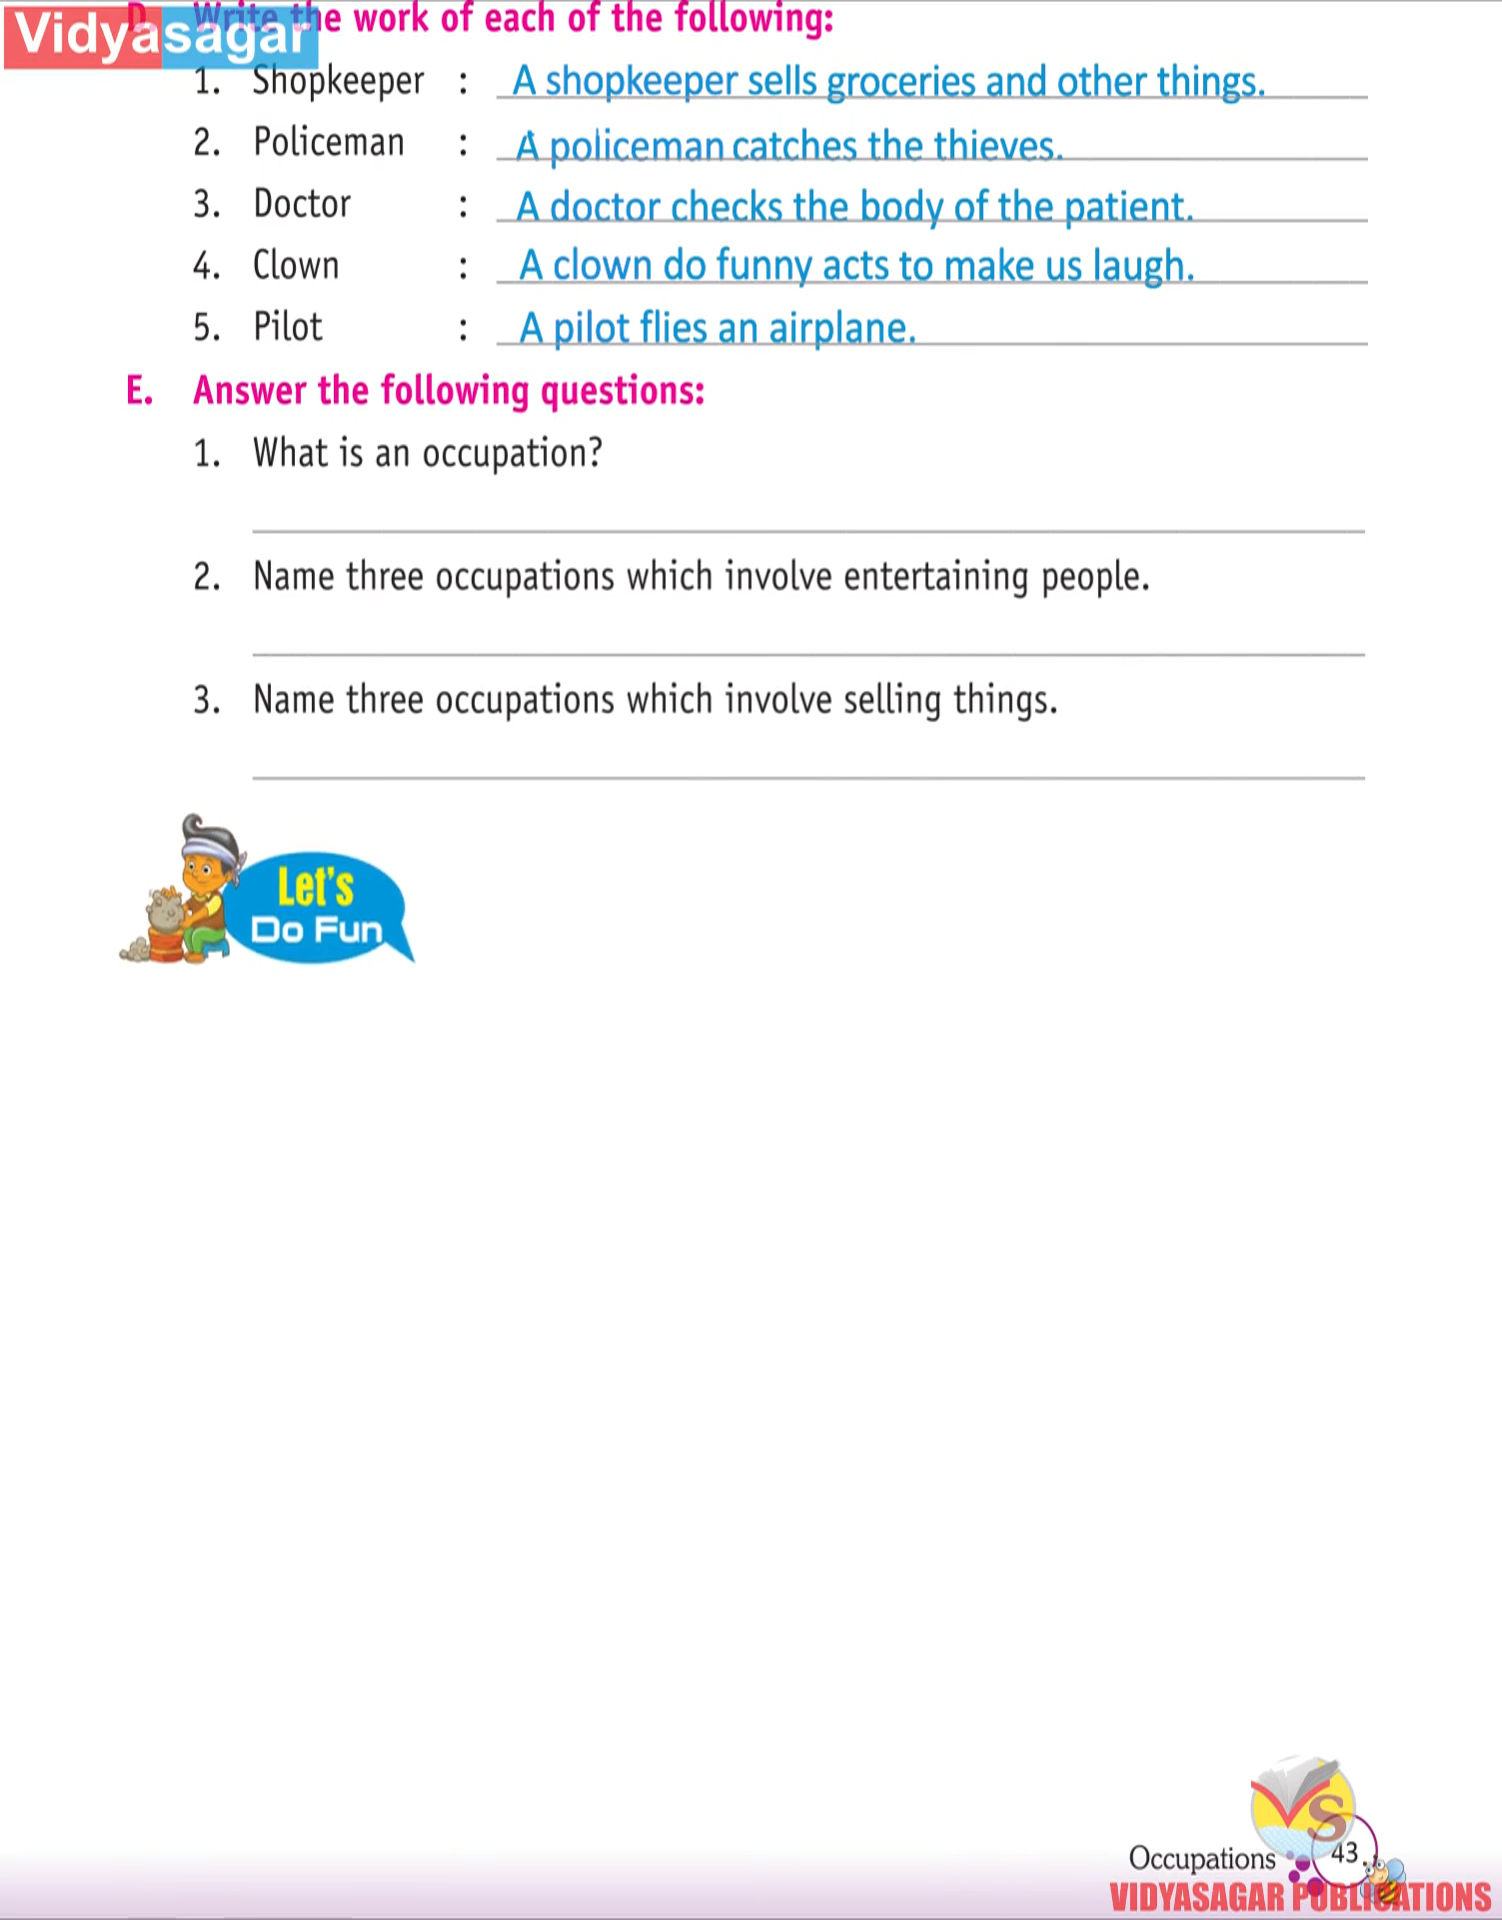 D. Write the work of each of the following:
Vidyasagar
1. Shopkeeper : A shopkeeper sells groceries and other things.
2. Policeman : A policeman catches the thieves.
3. Doctor : A doctor checks the body of the patient.
4. Clown : A clown do funny acts to make us laugh.
5. Pilot : A pilot flies an airplane.
E. Answer the following questions:
1. What is an occupation?
2. Name three occupations which involve entertaining people.
3. Name three occupations which involve selling things.
Let's
Do Fun
VS
Occupations 43
VIDYASAGAR PUBLICATIONS